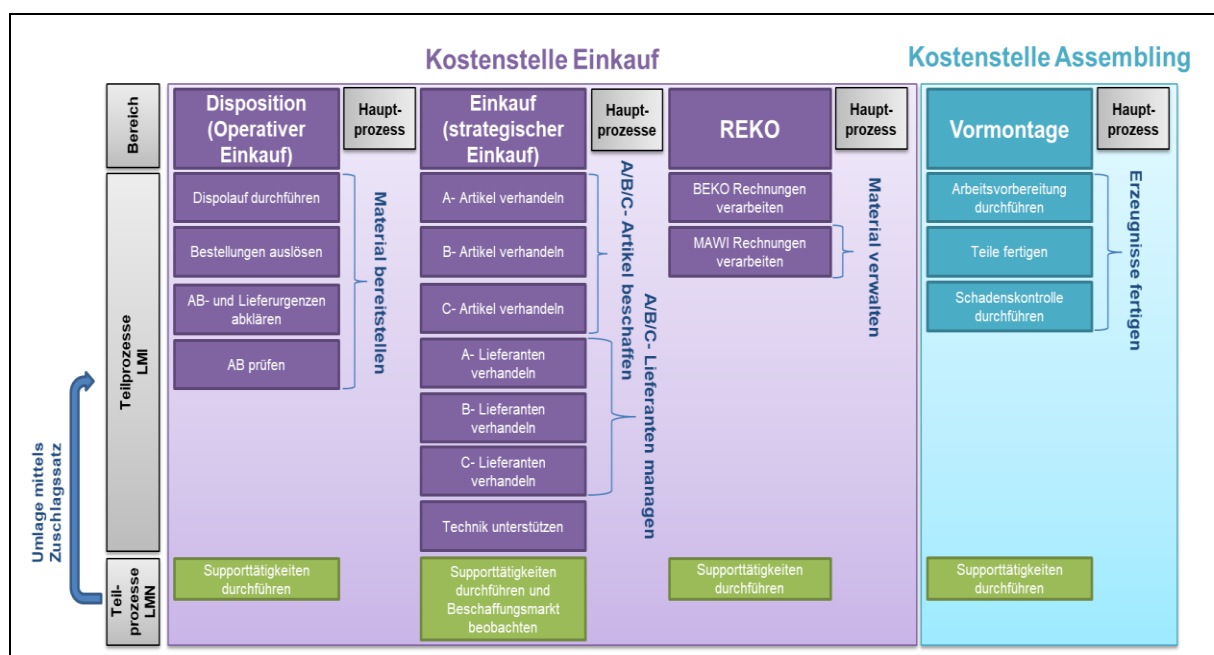 Kostenstelle Einkauf
Kostenstelle Assembling
Bereich
Disposition
(Operativer
Einkauf)
Haupt-
prozess
Einkauf
(strategischer
Einkauf)
Haupt-
prozesse
REKO
Haupt-
prozess
Vormontage
Haupt-
prozess
Teilprozesse
LMI
Dispolauf durchführen
Bestellungen auslösen
AB- und Lieferurgenzen
abklären
AB prüfen
Material bereitstellen
A- Artikel verhandeln
B- Artikel verhandeln
C- Artikel verhandeln
A- Lieferanten
verhandeln
B- Lieferanten
verhandeln
C- Lieferanten
verhandeln
Technik unterstützen
A/B/C- Artikel beschaffen
A/B/C- Lieferanten managen
BEKO Rechnungen
verarbeiten
MAWI Rechnungen
verarbeiten
Material verwalten
Arbeitsvorbereitung
durchführen
Teile fertigen
Schadenskontrolle
durchführen
Erzeugnisse fertigen
Umlage mittels
Zuschlagssatz
Teil-
prozesse
LMN
Supporttätigkeiten
durchführen
Supporttätigkeiten
durchführen und
Beschaffungsmarkt
beobachten
Supporttätigkeiten
durchführen
Supporttätigkeiten
durchführen